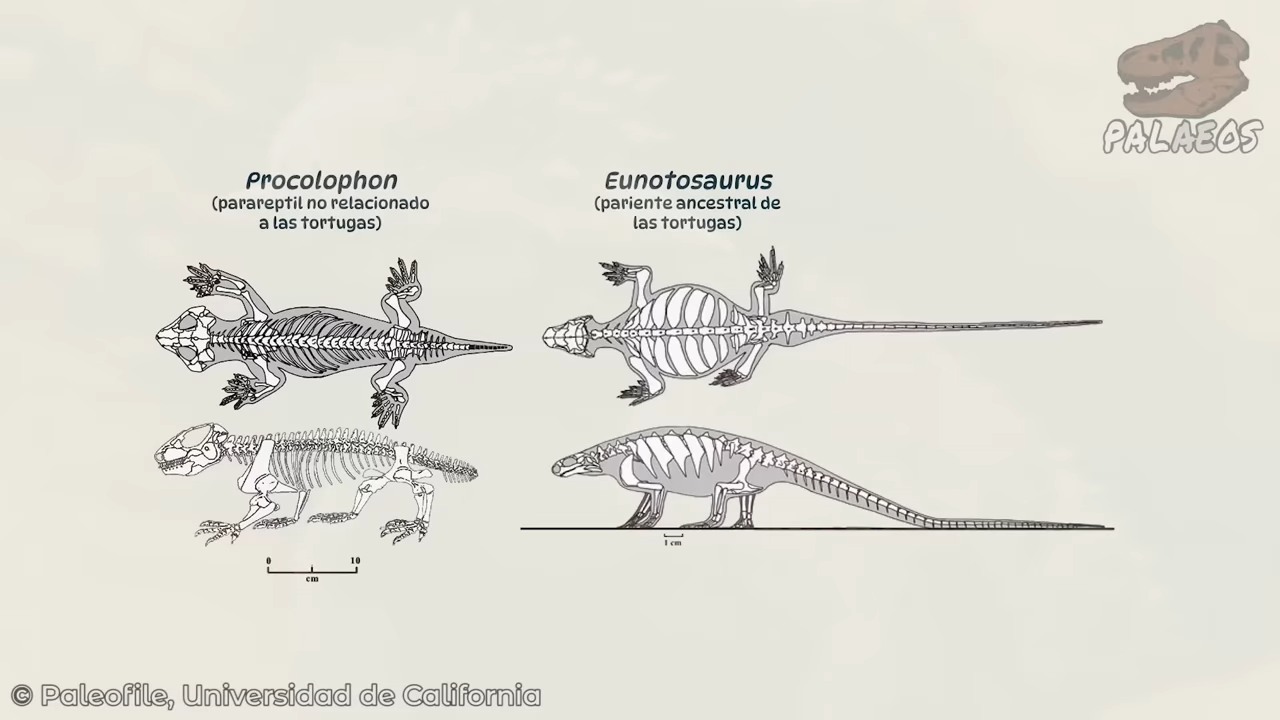 PALAEOS
Procolophon
(parareptil no relacionado
a las tortugas)
Eunotosaurus
(pariente ancestral de
las tortugas)
0 10
cm
1 cm
© Paleofile, Universidad de California